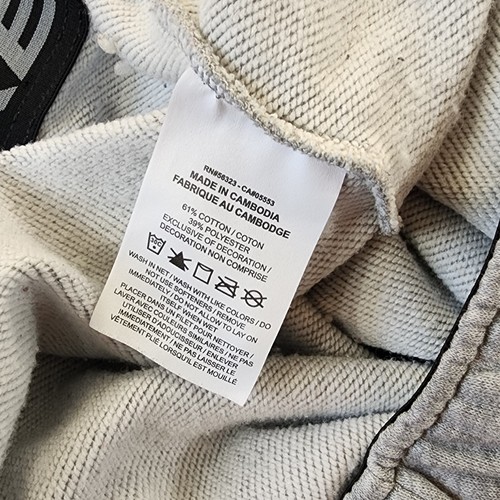 RN#56323 - CA#05553
MADE IN CAMBODIA
FABRIQUE AU CAMBODGE
61% COTTON / COTON
39% POLYESTER
EXCLUSIVE OF DECORATION /
DECORATION NON COMPRISE
WASH IN NET / WASH WITH LIKE COLORS / DO
NOT USE SOFTENERS / REMOVE
IMMEDIATELY / DO NOT ALLOW TO LAY ON
ITSELF WHEN WET
PLACER DANS UN FILET POUR NETTOYER /
LAVER AVEC COULEURS SIMILAIRES / NE PAS
UTILISER D'ADOUCISSEUR / ENLEVER
IMMEDIATEMENT / NE PAS LAISSER LE
VÊTEMENT PLIÉ LORSQU'IL EST MOUILLÉ